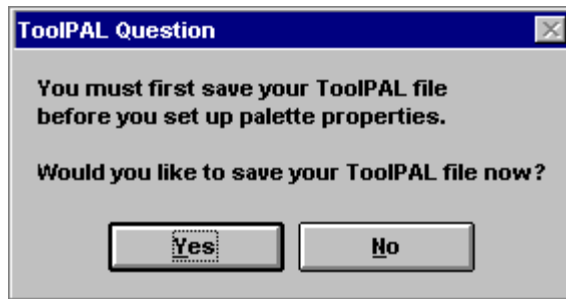 ToolPAL Question
You must first save your ToolPAL file
before you set up palette properties.
Would you like to save your ToolPAL file now?
Yes
No